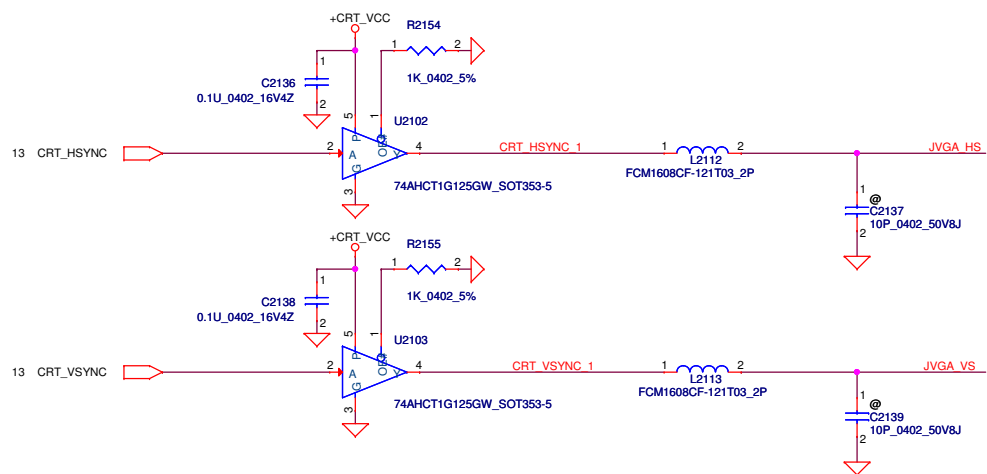 +CRT_VCC
R2154
1 2
1K_0402_5%
1
C2136
0.1U_0402_16V4Z
2
5
1
U2102
P
OE#
13 CRT_HSYNC
2
A
Y
4
G
CRT_HSYNC_1
1 2
L2112
FCM1608CF-121T03_2P
JVGA_HS
3
74AHCT1G125GW_SOT353-5
1
@
C2137
10P_0402_50V8J
2
+CRT_VCC
R2155
1 2
1K_0402_5%
1
C2138
0.1U_0402_16V4Z
2
5
1
U2103
P
OE#
13 CRT_VSYNC
2
A
Y
4
G
CRT_VSYNC_1
1 2
L2113
FCM1608CF-121T03_2P
JVGA_VS
3
74AHCT1G125GW_SOT353-5
1
@
C2139
10P_0402_50V8J
2